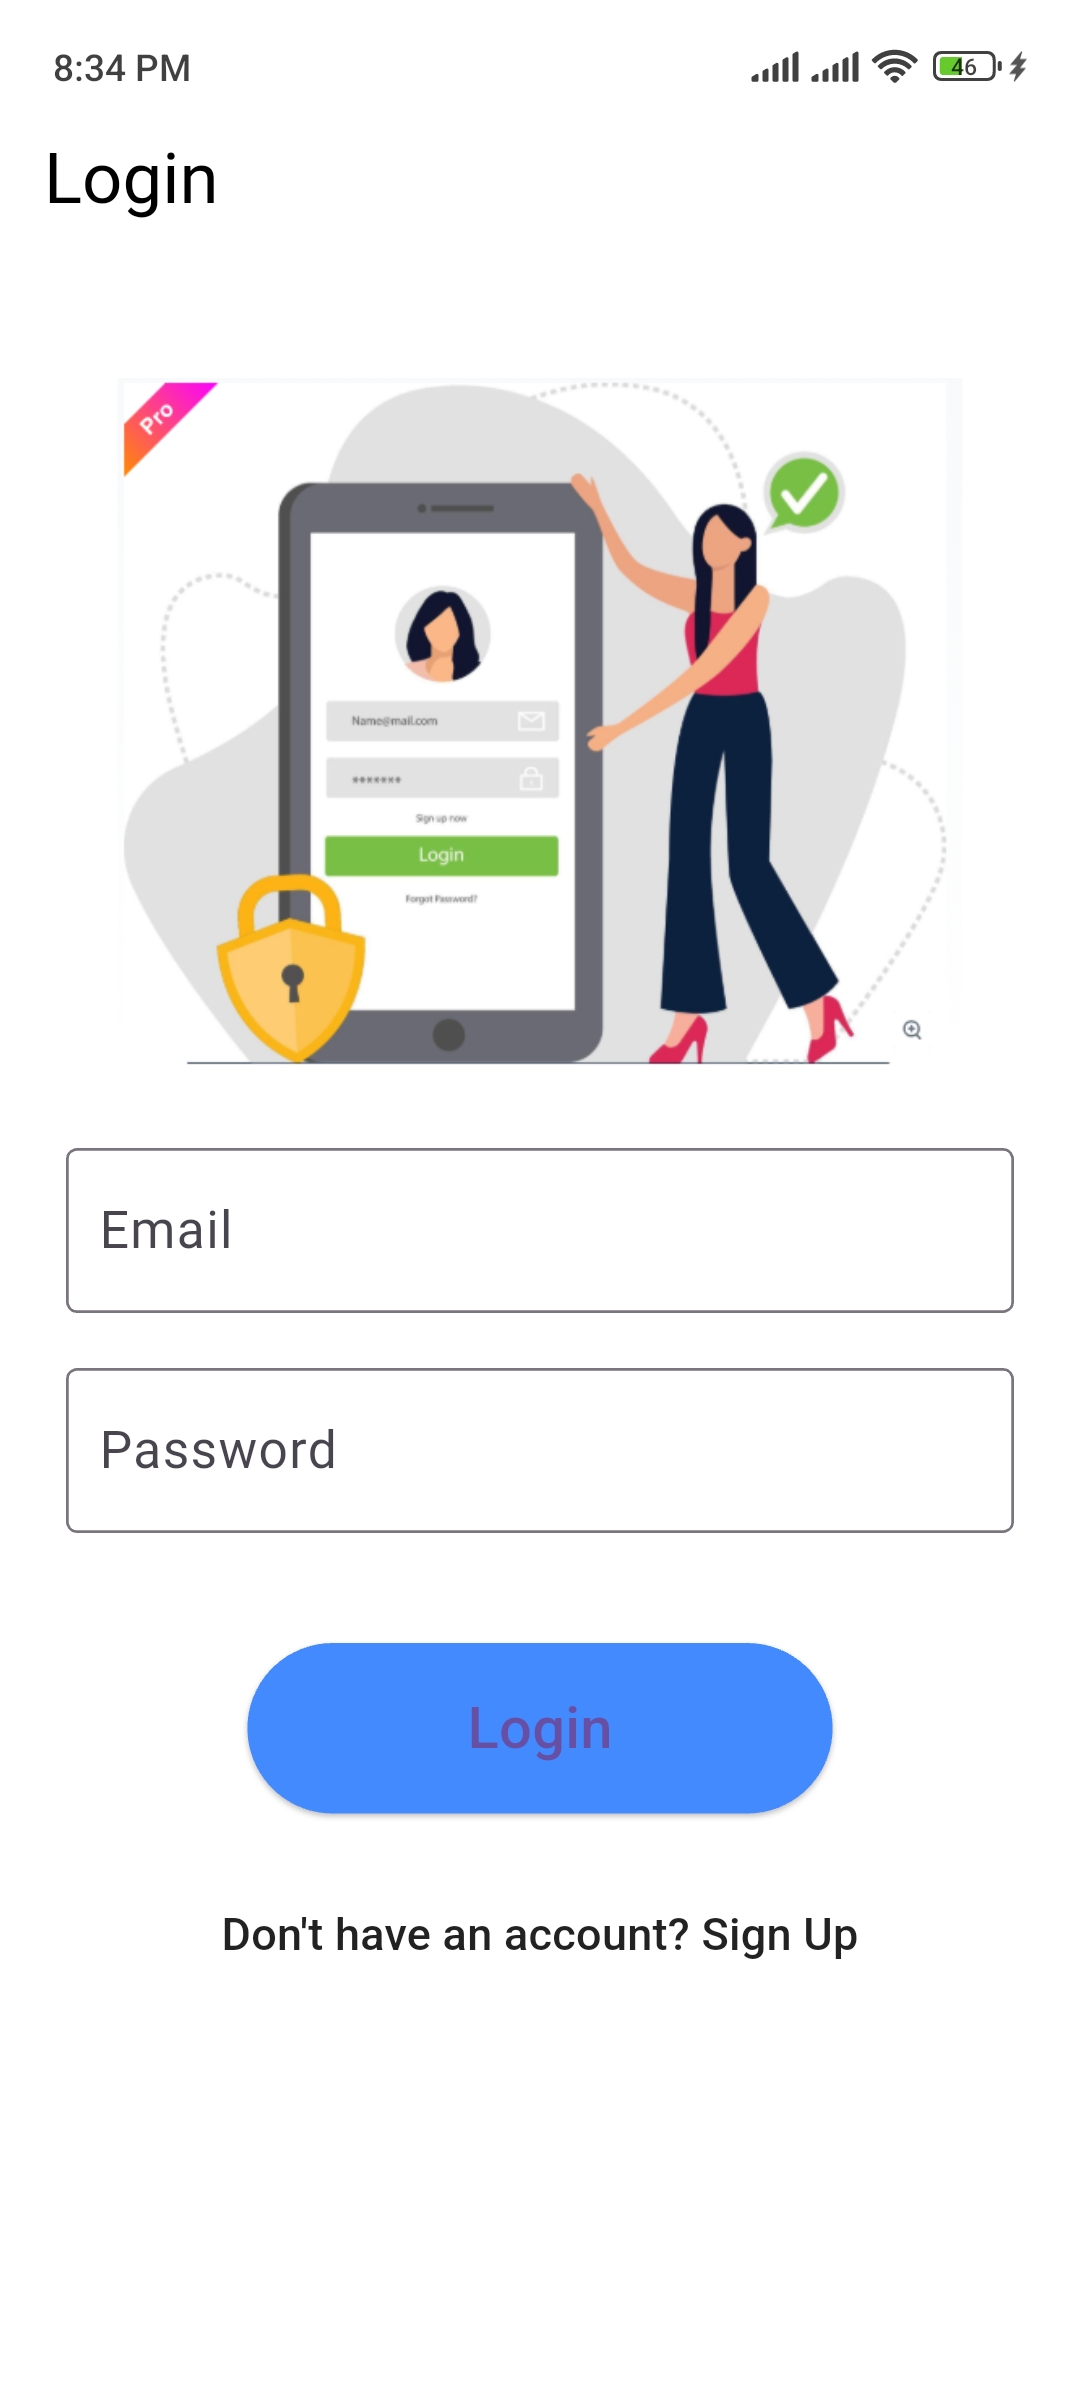 8:34 PM
46
Login
Pro
Name@mail.com
*******
Sign up now
Login
Forgot Password?
Email
Password
Login
Don't have an account? Sign Up